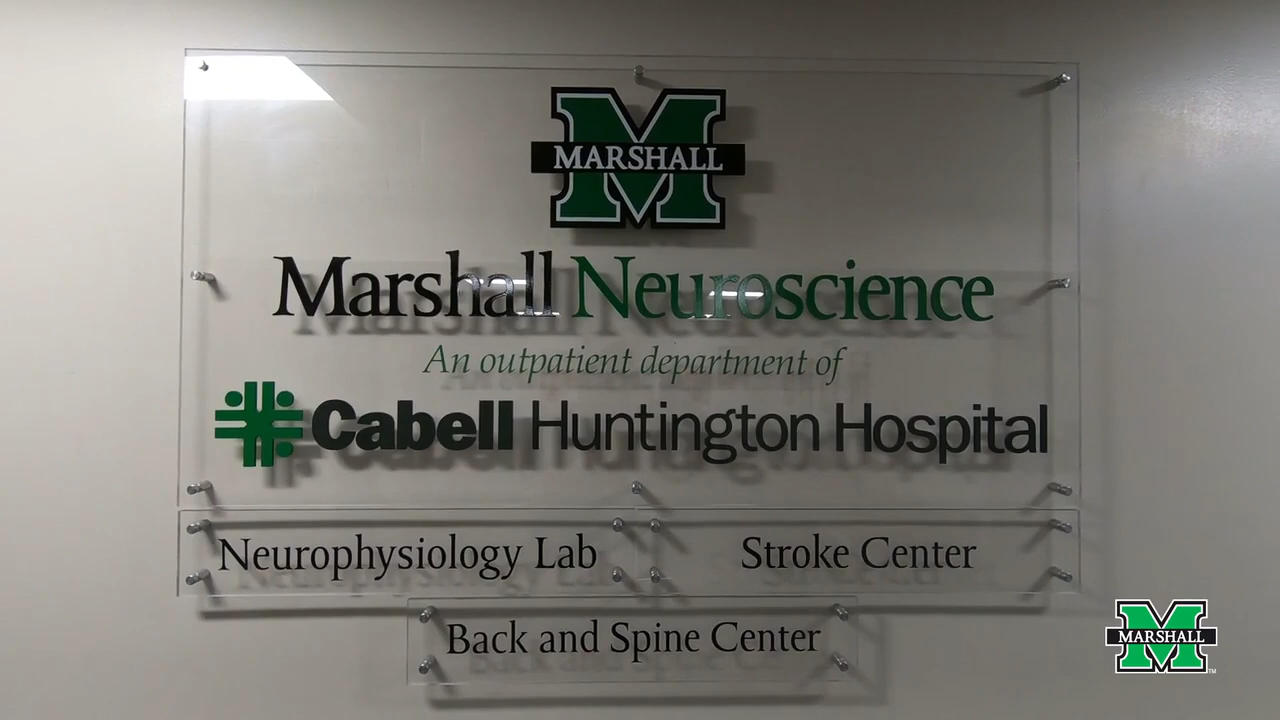 MARSHALL
Marshall Neuroscience
An outpatient department of
Cabell Huntington Hospital
Neurophysiology Lab
Stroke Center
Back and Spine Center
MARSHALL
TM